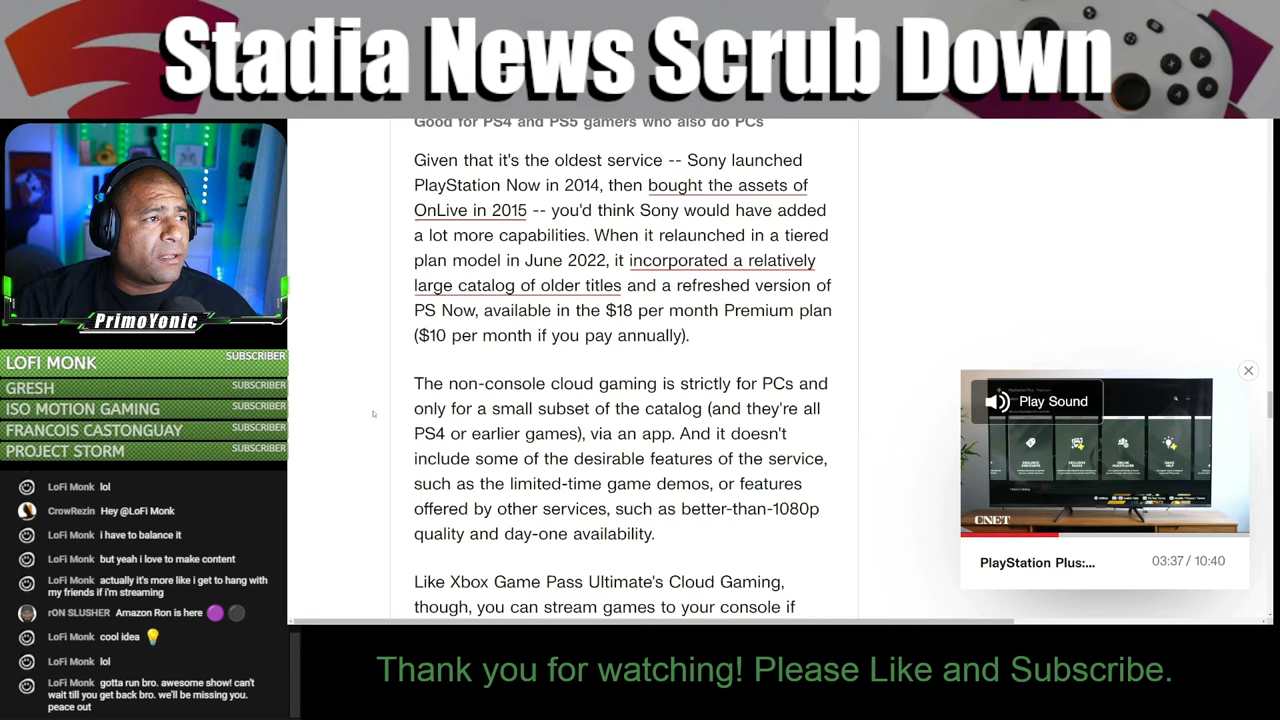 Stadia News Scrub Down
Good for PS4 and PS5 gamers who also do PCs
Given that it's the oldest service -- Sony launched
PlayStation Now in 2014, then bought the assets of
OnLive in 2015 -- you'd think Sony would have added
a lot more capabilities. When it relaunched in a tiered
plan model in June 2022, it incorporated a relatively
large catalog of older titles and a refreshed version of
PS Now, available in the $18 per month Premium plan
($10 per month if you pay annually).
The non-console cloud gaming is strictly for PCs and
only for a small subset of the catalog (and they're all
PS4 or earlier games), via an app. And it doesn't
include some of the desirable features of the service,
such as the limited-time game demos, or features
offered by other services, such as better-than-1080p
quality and day-one availability.
Like Xbox Game Pass Ultimate's Cloud Gaming,
though, you can stream games to your console if
PrimoYonic
LOFI MONK SUBSCRIBER
GRESH SUBSCRIBER
ISO MOTION GAMING SUBSCRIBER
FRANCOIS CASTONGUAY SUBSCRIBER
PROJECT STORM SUBSCRIBER
LoFi Monk lol
CrowRezin Hey @LoFi Monk
LoFi Monk i have to balance it
LoFi Monk but yeah i love to make content
LoFi Monk actually it's more like i get to hang with
my friends if i'm streaming
rON SLUSHER Amazon Ron is here
LoFi Monk cool idea
LoFi Monk lol
LoFi Monk gotta run bro. awesome show! can't
wait till you get back bro. we'll be missing you.
peace out
Play Sound
CNET
PlayStation Plus:...
03:37 / 10:40
Thank you for watching! Please Like and Subscribe.